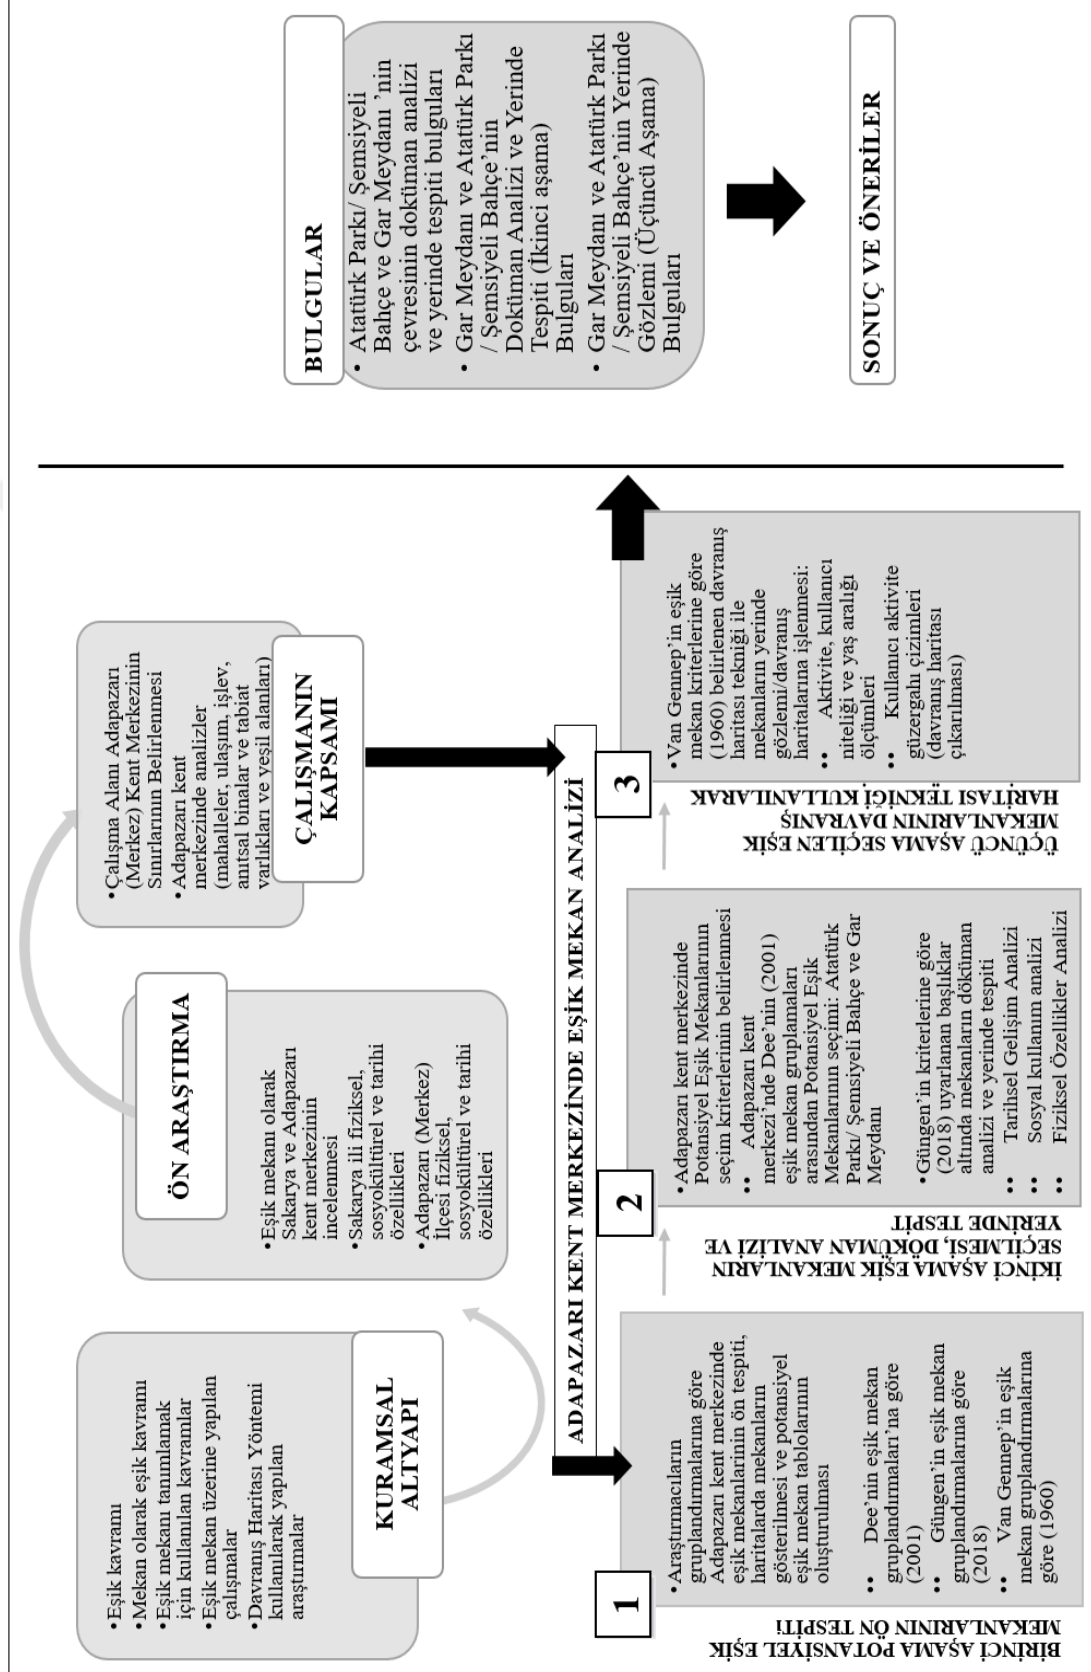 •Eşik kavramı
•Mekan olarak eşik kavramı
•Eşik mekanı tanımlamak
için kullanılan kavramlar
•Eşik mekan üzerine yapılan
çalışmalar
•Davranış Haritası Yöntemi
kullanılarak yapılan
araştırmalar
KURAMSAL
ALTYAPI
ÖN ARAŞTIRMA
•Eşik mekanı olarak
Sakarya ve Adapazarı
kent merkezinin
incelenmesi
•Sakarya ili fiziksel,
sosyokültürel ve tarihi
özellikleri
•Adapazarı (Merkez)
İlçesi fiziksel,
sosyokültürel ve tarihi
özellikleri
•Çalışma Alanı Adapazarı
(Merkez) Kent Merkezinin
Sınırlarının Belirlenmesi
•Adapazarı kent
merkezinde analizler
(mahalleler, ulaşım, işlev,
anıtsal binalar ve tabiat
varlıkları ve yeşil alanları)
ÇALIŞMANIN
KAPSAMI
ADAPAZARI KENT MERKEZİNDE EŞİK MEKAN ANALİZİ
1
BİRİNCİ AŞAMA POTANSİYEL EŞİK
MEKANLARININ ÖN TESPİTi
•Araştırmacıların
gruplandırmalarına göre
Adapazarı kent merkezinde
eşik mekanlarinin ön tespiti,
haritalarda mekanların
gösterilmesi ve potansiyel
eşik mekan tablolarının
oluşturulması
•• Dee'nin eşik mekan
gruplandırmaları'na göre
(2001)
•• Güngen'in eşik mekan
gruplandırmalarına göre
(2018)
•• Van Gennep'in eşik
mekan gruplandırmalarına
göre (1960)
2
İKİNCİ AŞAMA EŞİK MEKANLARIN
SEÇİLMESİ, DÖKÜMAN ANALİZİ VE
YERİNDE TESPİT
•Adapazarı kent merkezinde
Potansiyel Eşik Mekanlarının
seçim kriterlerinin belirlenmesi
•• Adapazarı kent
merkezi'nde Dee'nin (2001)
eşik mekan gruplamaları
arasından Potansiyel Eşik
Mekanlarının seçimi: Atatürk
Parkı/ Şemsiyeli Bahçe ve Gar
Meydanı
•Güngen'in kriterlerine göre
(2018) uyarlanan başlıklar
altında mekanların döküman
analizi ve yerinde tespiti
•• Tarihsel Gelişim Analizi
•• Sosyal kullanım analizi
•• Fiziksel Özellikler Analizi
3
ÜÇÜNCÜ AŞAMA SEÇİLEN EŞİK
MEKANLARININ DAVRANIŞ
HARİTASI TEKNİĞİ KULLANILARAK
•Van Gennep'in eşik
mekan kriterlerine göre
(1960) belirlenen davranış
haritası tekniği ile
mekanların yerinde
gözlemi/davranış
haritalarına işlenmesi:
•• Aktivite, kullanıcı
niteliği ve yaş aralığı
ölçümleri
•• Kullanıcı aktivite
güzergahı çizimleri
(davranış haritası
çıkarılması)
BULGULAR
• Atatürk Parkı/ Şemsiyeli
Bahçe ve Gar Meydanı 'nin
çevresinin doküman analizi
ve yerinde tespiti bulguları
• Gar Meydanı ve Atatürk Parkı
/ Şemsiyeli Bahçe'nin
Doküman Analizi ve Yerinde
Tespiti (İkinci aşama)
Bulguları
• Gar Meydanı ve Atatürk Parkı
/ Şemsiyeli Bahçe'nin Yerinde
Gözlemi (Üçüncü Aşama)
Bulguları
SONUÇ VE ÖNERİLER